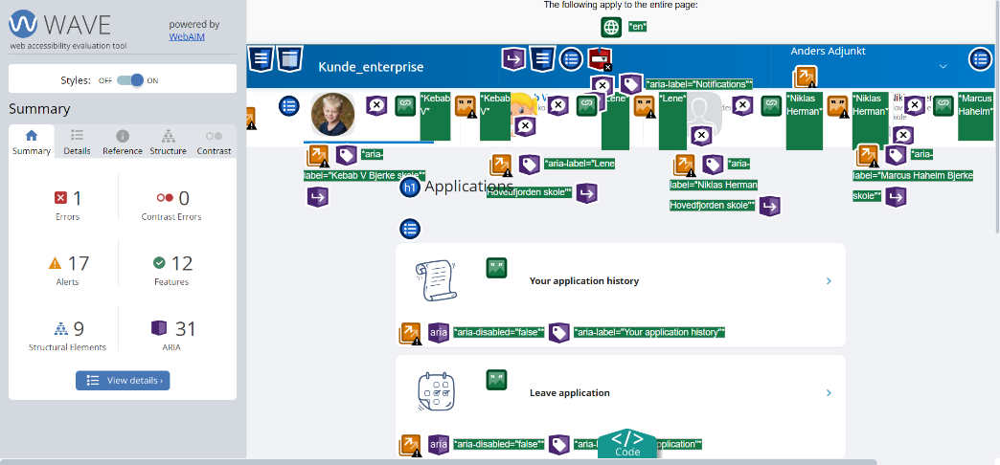 The following apply to the entire page:
*"en"*
WAVE
web accessibility evaluation tool
powered by
WebAIM
Styles: OFF ON
Summary
Summary Details Reference Structure Contrast
1
Errors
0
Contrast Errors
17
Alerts
12
Features
9
Structural Elements
31
ARIA
View details ›
Kunde_enterprise
Anders Adjunkt
*aria-label="Notifications"*
*Kebab
V*
*Kebab
V*
*Lene*
*Niklas
Herman*
*Niklas
Herman*
*Marcus
Haheim*
*aria-
label="Kebab V Bjerke skole"*
*aria-label="Lene
Hovedfjorden skole"*
*aria-
label="Niklas Herman
Hovedfjorden skole"*
*aria-
label="Marcus Haheim Bjerke
skole"*
h1 Applications
Your application history
aria *aria-disabled="false"* *aria-label="Your application history"*
Leave application
aria *aria-disabled="false"*
</>
Code